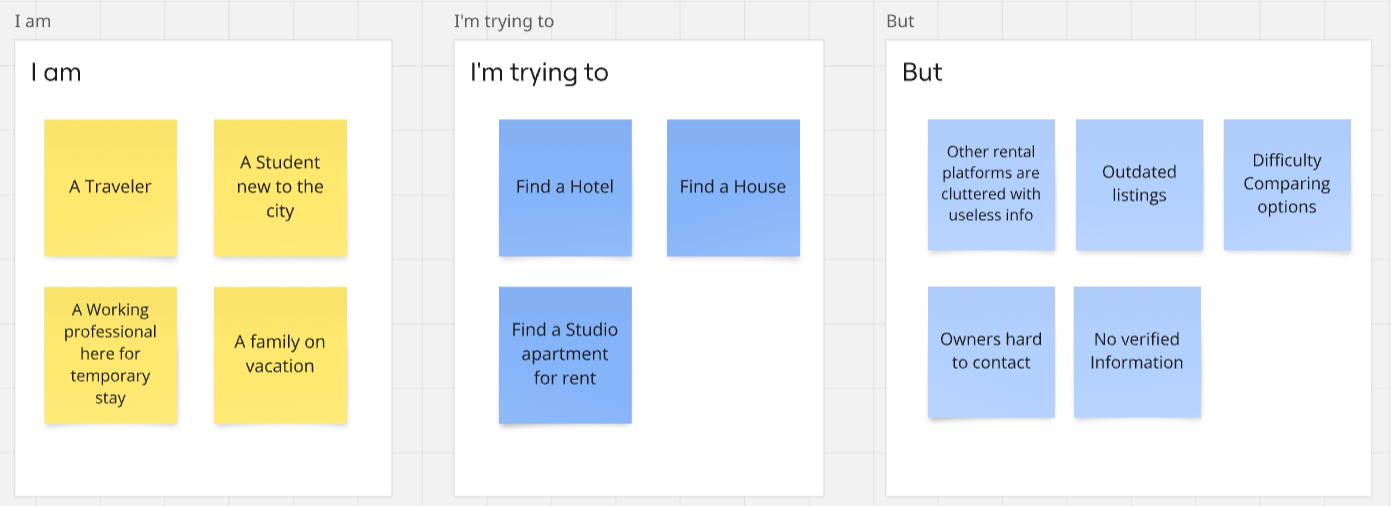 I am
I'm trying to
But
I am
A Traveler
A Student
new to the
city
A Working
professional
here for
temporary
stay
A family on
vacation
I'm trying to
Find a Hotel
Find a House
Find a Studio
apartment
for rent
But
Other rental
platforms are
cluttered with
useless info
Outdated
listings
Difficulty
Comparing
options
Owners hard
to contact
No verified
Information